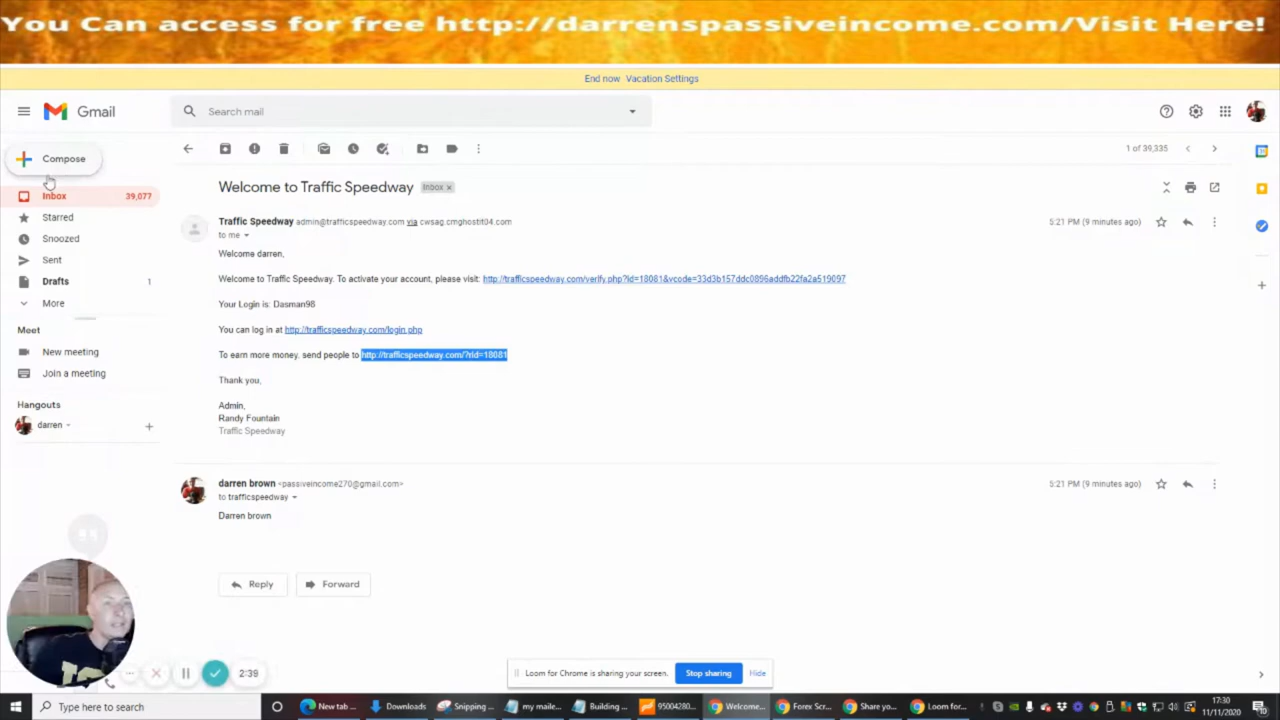 You Can access for free http://darrenspassiveincome.com/Visit Here!
End now Vacation Settings
Gmail
Search mail
Compose
1 of 39,335
Inbox 39,077
Starred
Snoozed
Sent
Drafts 1
More
Meet
New meeting
Join a meeting
Hangouts
darren
Welcome to Traffic Speedway Inbox x
Traffic Speedway admin@trafficspeedway.com via cwsag.cmghostit04.com 5:21 PM (9 minutes ago)
to me
Welcome darren,
Welcome to Traffic Speedway. To activate your account, please visit: http://trafficspeedway.com/verify.php?id=18081&vcode=33d3b157ddc0896addfb22fa2a519097
Your Login is: Dasman98
You can log in at http://trafficspeedway.com/login.php
To earn more money, send people to http://trafficspeedway.com/?rid=18081
Thank you,
Admin,
Randy Fountain
Traffic Speedway
darren brown <passiveincome270@gmail.com> 5:21 PM (9 minutes ago)
to trafficspeedway
Darren brown
Reply Forward
2:39
Loom for Chrome is sharing your screen. Stop sharing Hide
Type here to search
New tab ...
Downloads
Snipping ...
my maile...
Building ...
95004280...
Welcome...
Forex Scr...
Share yo...
Loom for...
17:30
11/11/2020
10